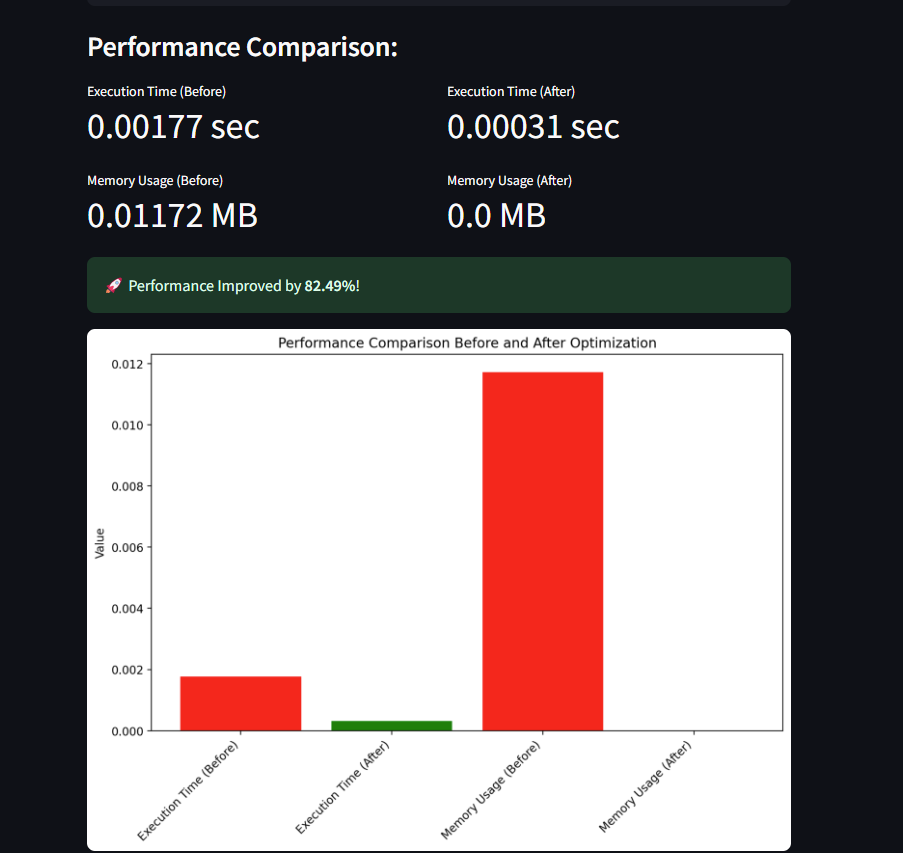 Performance Comparison:
Execution Time (Before)
Execution Time (After)
0.00177 sec
0.00031 sec
Memory Usage (Before)
Memory Usage (After)
0.01172 MB
0.0 MB
🚀 Performance Improved by 82.49%!
Performance Comparison Before and After Optimization
0.012
0.010
0.008
0.006
0.004
0.002
0.000
Value
Execution Time (Before)
Execution Time (After)
Memory Usage (Before)
Memory Usage (After)